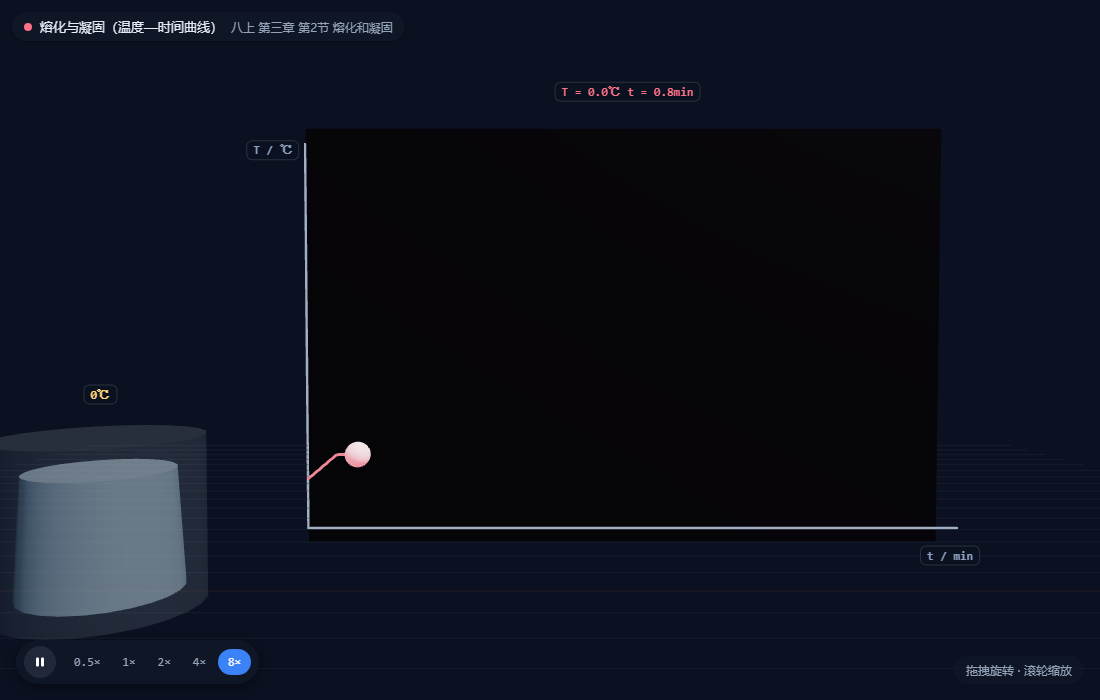 熔化与凝固（温度—时间曲线） 八上 第三章 第2节 熔化和凝固
T = 0.0℃ t = 0.8min
T / ℃
0℃
t / min
0.5× 1× 2× 4× 8×
拖拽旋转 · 滚轮缩放